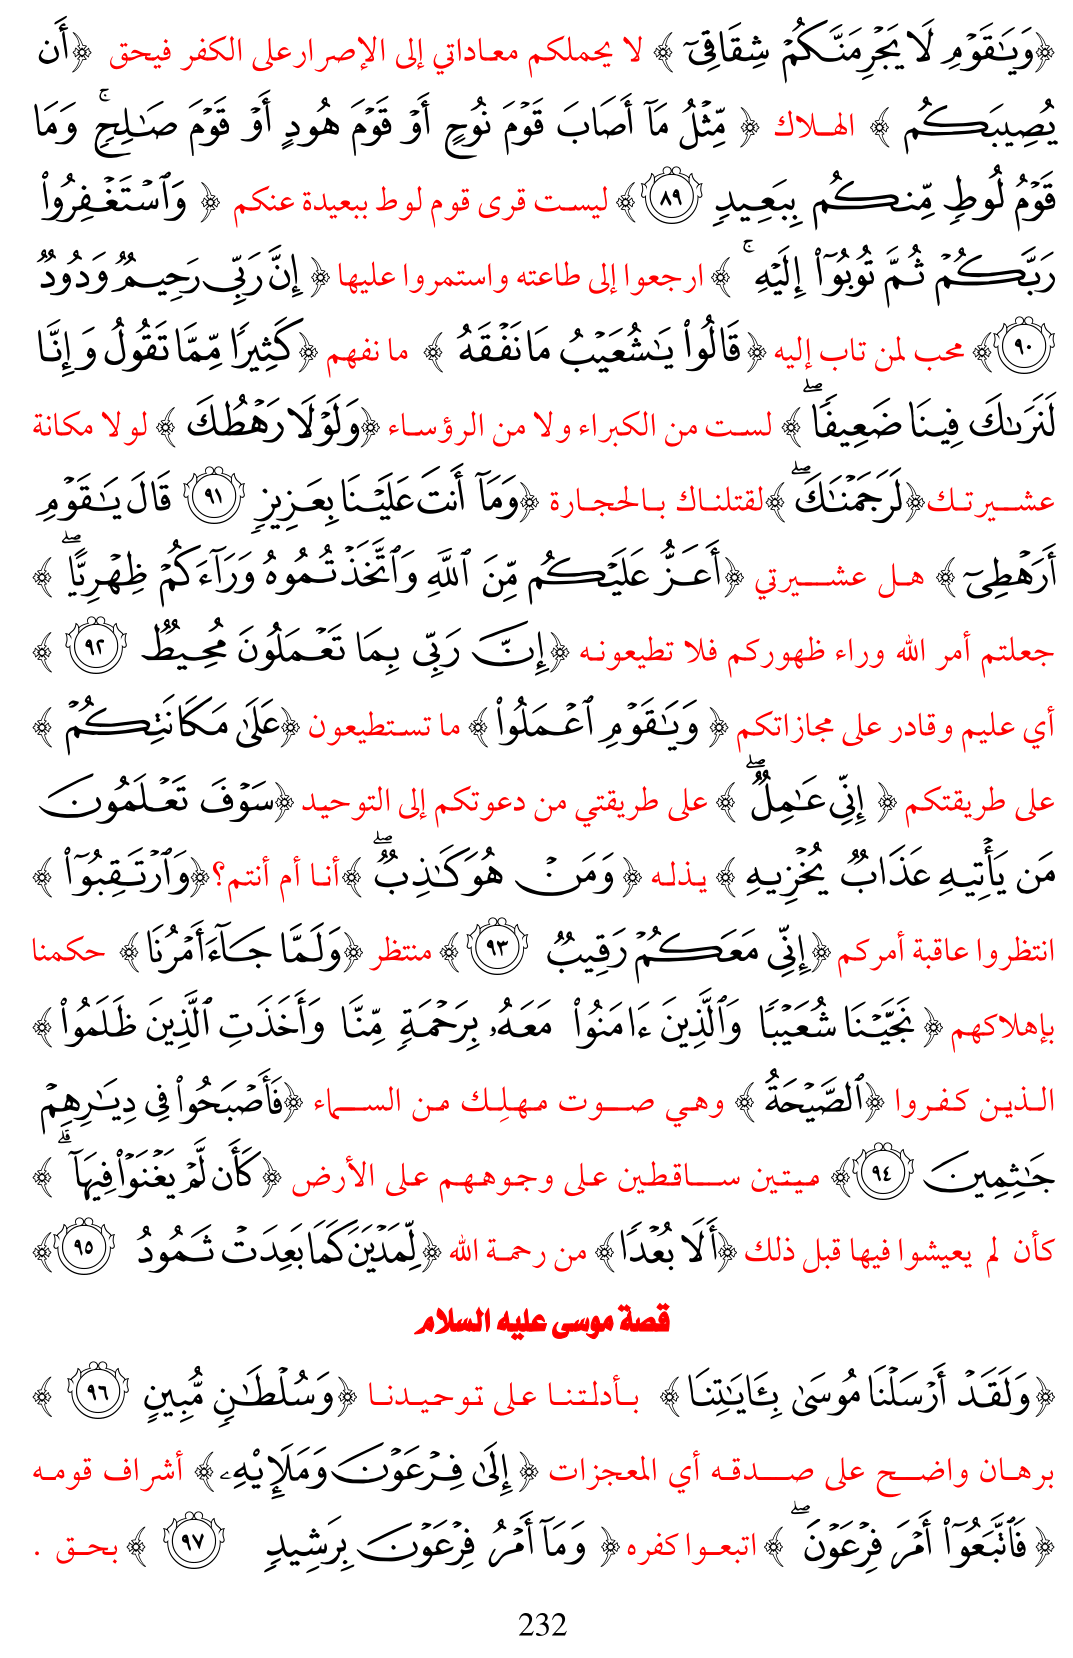 ﴿وَيَٰقَوۡمِ لَا يَجۡرِمَنَّكُمۡ شِقَاقِيٓ ﴾ لا يحملكم معاداتي إلى الإصرارعلى الكفر فيحق ﴿أَن
يُصِيبَكُم ﴾ الهلاك ﴿ مِّثۡلُ مَآ أَصَابَ قَوۡمَ نُوحٍ أَوۡ قَوۡمَ هُودٍ أَوۡ قَوۡمَ صَٰلِحٖۚ وَمَا
قَوۡمُ لُوطٖ مِّنكُم بِبَعِيدٖ ٨٩﴾ ليست قرى قوم لوط ببعيدة عنكم ﴿ وَٱسۡتَغۡفِرُواْ
رَبَّكُمۡ ثُمَّ تُوبُوٓاْ إِلَيۡهِۚ ﴾ ارجعوا إلى طاعته واستمروا عليها ﴿ إِنَّ رَبِّي رَحِيمٞ وَدُودٞ
٩٠﴾ محب لمن تاب إليه ﴿قَالُواْ يَٰشُعَيۡبُ مَا نَفۡقَهُ ﴾ ما نفهم ﴿كَثِيرٗا مِّمَّا تَقُولُ وَإِنَّا
لَنَرَىٰكَ فِينَا ضَعِيفٗاۖ ﴾ لست من الكبراء ولا من الرؤساء ﴿وَلَوۡلَا رَهۡطُكَ ﴾ لولا مكانة
عشيرتك﴿لَرَجَمۡنَٰكَۖ ﴾لقتلناك بالحجارة ﴿وَمَآ أَنتَ عَلَيۡنَا بِعَزِيزٖ ٩١ قَالَ يَٰقَوۡمِ
أَرَهۡطِيٓ ﴾ هل عشيرتي ﴿أَعَزُّ عَلَيۡكُم مِّنَ ٱللَّهِ وَٱتَّخَذۡتُمُوهُ وَرَآءَكُمۡ ظِهۡرِيًّاۖ ﴾
جعلتم أمر الله وراء ظهوركم فلا تطيعونه ﴿إِنَّ رَبِّي بِمَا تَعۡمَلُونَ مُحِيطٞ ٩٢ ﴾
أي عليم وقادر على مجازاتكم ﴿ وَيَٰقَوۡمِ ٱعۡمَلُواْ﴾ ما تستطيعون ﴿عَلَىٰ مَكَانَتِكُمۡ ﴾
على طريقتكم ﴿ إِنِّي عَٰمِلٞۖ ﴾ على طريقتي من دعوتكم إلى التوحيد ﴿سَوۡفَ تَعۡلَمُونَ
مَن يَأۡتِيهِ عَذَابٞ يُخۡزِيهِ ﴾ يذله ﴿ وَمَنۡ هُوَ كَٰذِبٞۖ ﴾أنا أم أنتم؟﴿وَٱرۡتَقِبُوٓاْ ﴾
انتظروا عاقبة أمركم ﴿إِنِّي مَعَكُمۡ رَقِيبٞ ٩٣ ﴾ منتظر ﴿وَلَمَّا جَآءَ أَمۡرُنَا ﴾ حكمنا
بإهلاكهم ﴿ نَجَّيۡنَا شُعَيۡبٗا وَٱلَّذِينَ ءَامَنُواْ مَعَهُۥ بِرَحۡمَةٖ مِّنَّا وَأَخَذَتِ ٱلَّذِينَ ظَلَمُواْ ﴾
الذين كفروا ﴿ٱلصَّيۡحَةُ ﴾ وهي صوت مهلِك من السماء ﴿فَأَصۡبَحُواْ فِي دِيَٰرِهِمۡ
جَٰثِمِينَ ٩٤﴾ ميتين ساقطين على وجوههم على الأرض ﴿كَأَن لَّمۡ يَغۡنَوۡاْ فِيهَآۗ ﴾
كأن لم يعيشوا فيها قبل ذلك ﴿أَلَا بُعۡدٗا﴾ من رحمة الله ﴿لِّمَدۡيَنَ كَمَا بَعِدَتۡ ثَمُودُ ٩٥﴾
قصة موسى عليه السلام
﴿وَلَقَدۡ أَرۡسَلۡنَا مُوسَىٰ بِـَٔايَٰتِنَا ﴾ بأدلتنا على توحيدنا ﴿وَسُلۡطَٰنٖ مُّبِينٍ ٩٦ ﴾
برهان واضح على صدقه أي المعجزات ﴿ إِلَىٰ فِرۡعَوۡنَ وَمَلَإِيْهِۦ﴾ أشراف قومه
﴿ فَٱتَّبَعُوٓاْ أَمۡرَ فِرۡعَوۡنَۖ ﴾ اتبعوا كفره ﴿ وَمَآ أَمۡرُ فِرۡعَوۡنَ بِرَشِيدٖ ٩٧ ﴾ بحق .
232